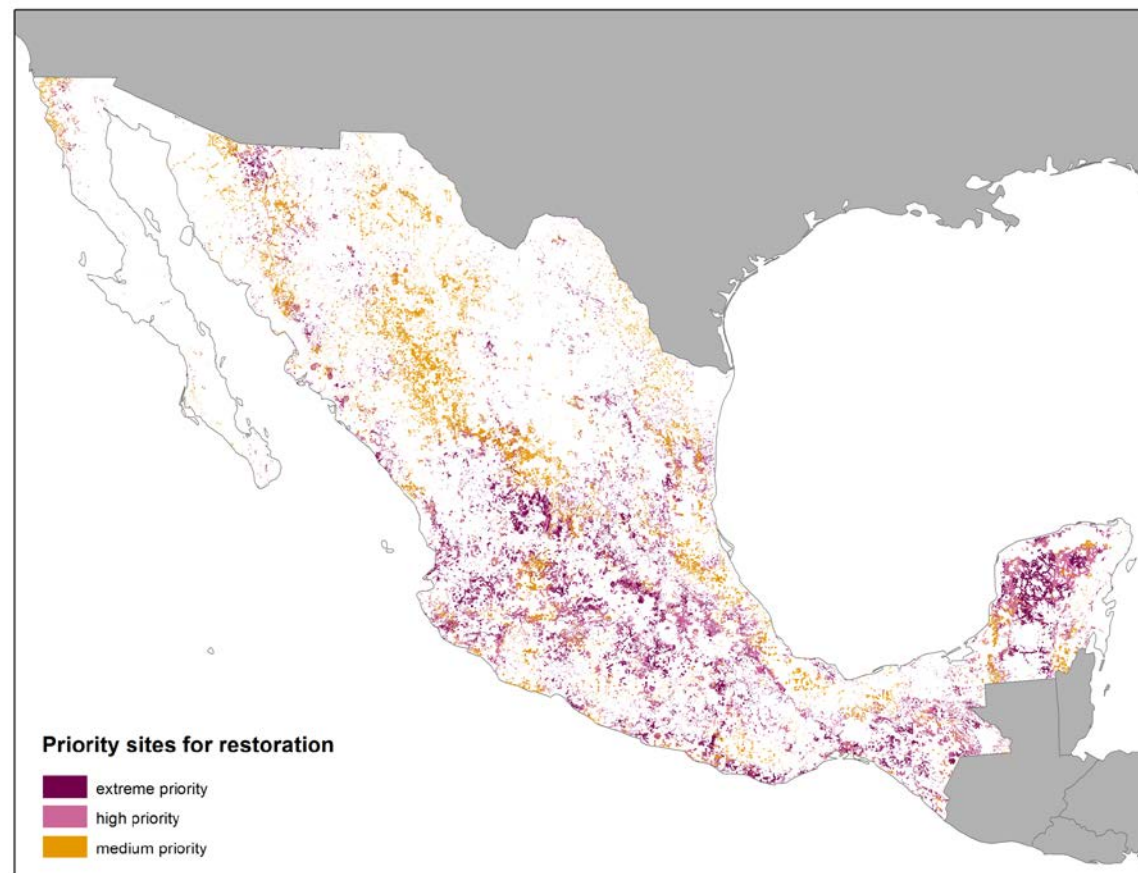 Priority sites for restoration
extreme priority
high priority
medium priority